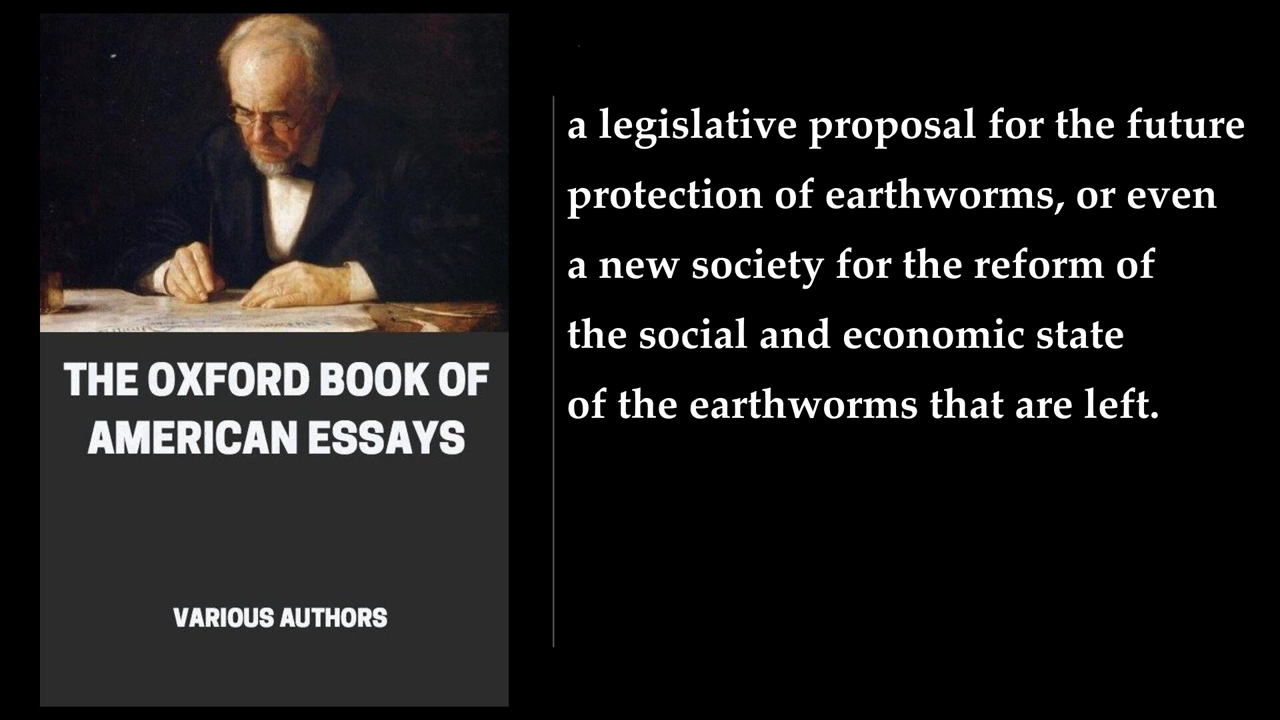 THE OXFORD BOOK OF
AMERICAN ESSAYS
VARIOUS AUTHORS
a legislative proposal for the future
protection of earthworms, or even
a new society for the reform of
the social and economic state
of the earthworms that are left.